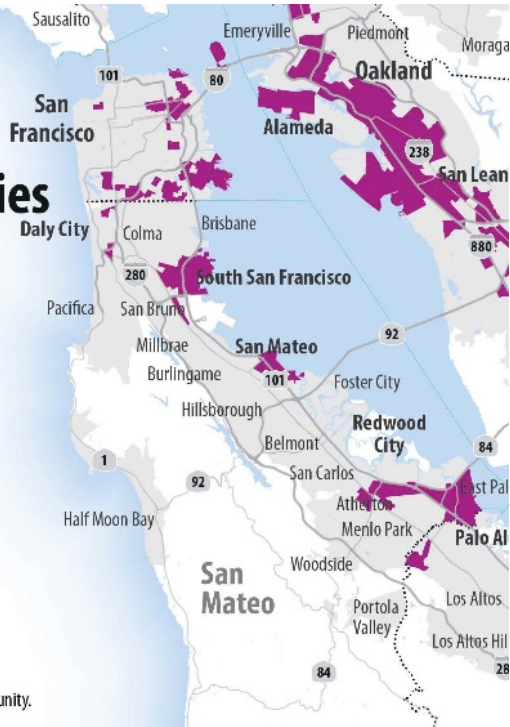 Sausalito
Emeryville
Piedmont
Moraga
101
80
Oakland
San
Francisco
Alameda
238
San Lean
ies
Daly City
Colma
Brisbane
880
280
South San Francisco
Pacifica
San Bruno
92
Millbrae
San Mateo
Burlingame
101
Foster City
Hillsborough
Redwood
City
Belmont
84
1
92
San Carlos
East Pal
Atherton
Half Moon Bay
Menlo Park
Palo Al
Woodside
San
Mateo
Los Altos
Portola
Valley
Los Altos Hil
84
28
unity.